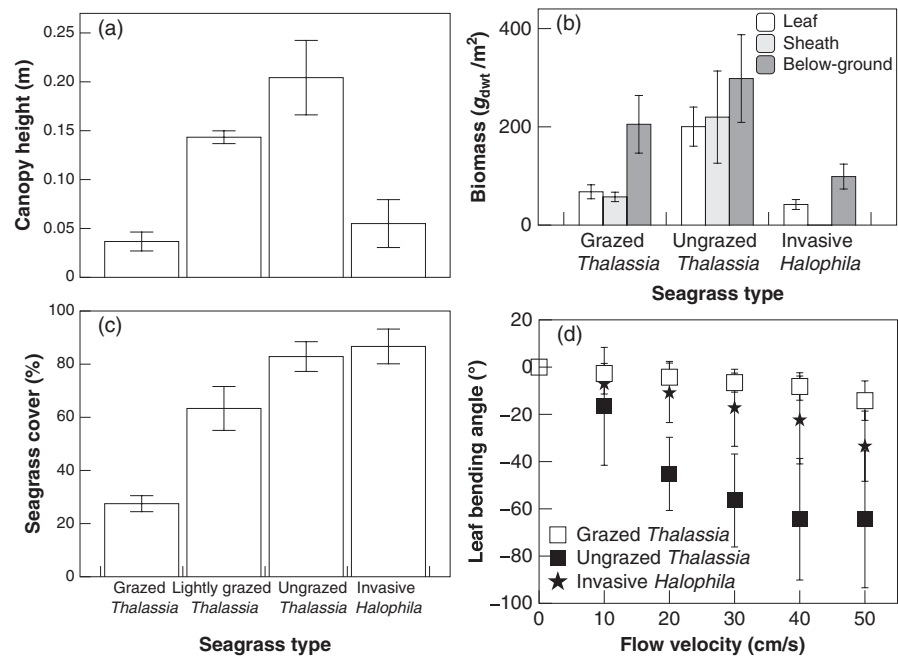 (a)
Canopy height (m)
0.25
0.20
0.15
0.10
0.05
0
(b)
Biomass (gdwt /m²)
400
200
0
Leaf
Sheath
Below-ground
Grazed Ungrazed Invasive
Thalassia Thalassia Halophila
Seagrass type
(c)
Seagrass cover (%)
100
80
60
40
20
0
Grazed Lightly grazed Ungrazed Invasive
Thalassia Thalassia Thalassia Halophila
Seagrass type
(d)
Leaf bending angle (°)
20
0
−20
−40
−60
−80
−100
Grazed Thalassia
Ungrazed Thalassia
Invasive Halophila
0 10 20 30 40 50
Flow velocity (cm/s)